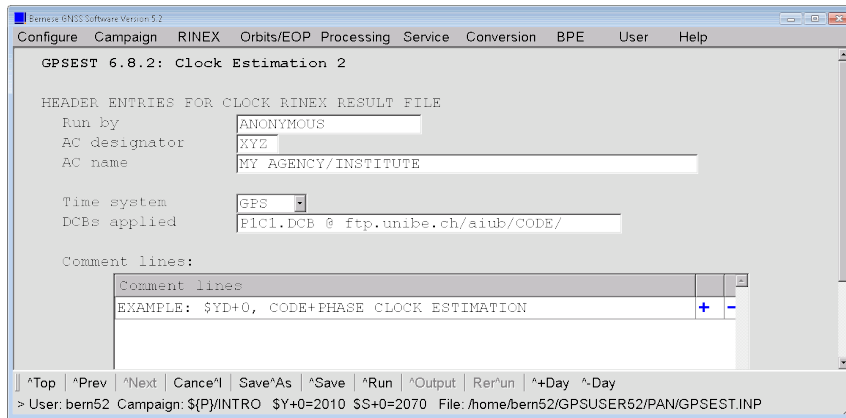 Bernese GNSS Software Version 5.2
Configure Campaign RINEX Orbits/EOP Processing Service Conversion BPE User Help
GPSEST 6.8.2: Clock Estimation 2
HEADER ENTRIES FOR CLOCK RINEX RESULT FILE
Run by ANONYMOUS
AC designator XYZ
AC name MY AGENCY/INSTITUTE
Time system GPS
DCBs applied P1C1.DCB @ ftp.unibe.ch/aiub/CODE/
Comment lines:
Comment lines
EXAMPLE: $YD+0, CODE+PHASE CLOCK ESTIMATION + -
^Top ^Prev ^Next Cance^l Save^As ^Save ^Run ^Output Rer^un ^+Day ^-Day
> User: bern52 Campaign: ${P}/INTRO $Y+0=2010 $S+0=2070 File: /home/bern52/GPSUSER52/PAN/GPSEST.INP